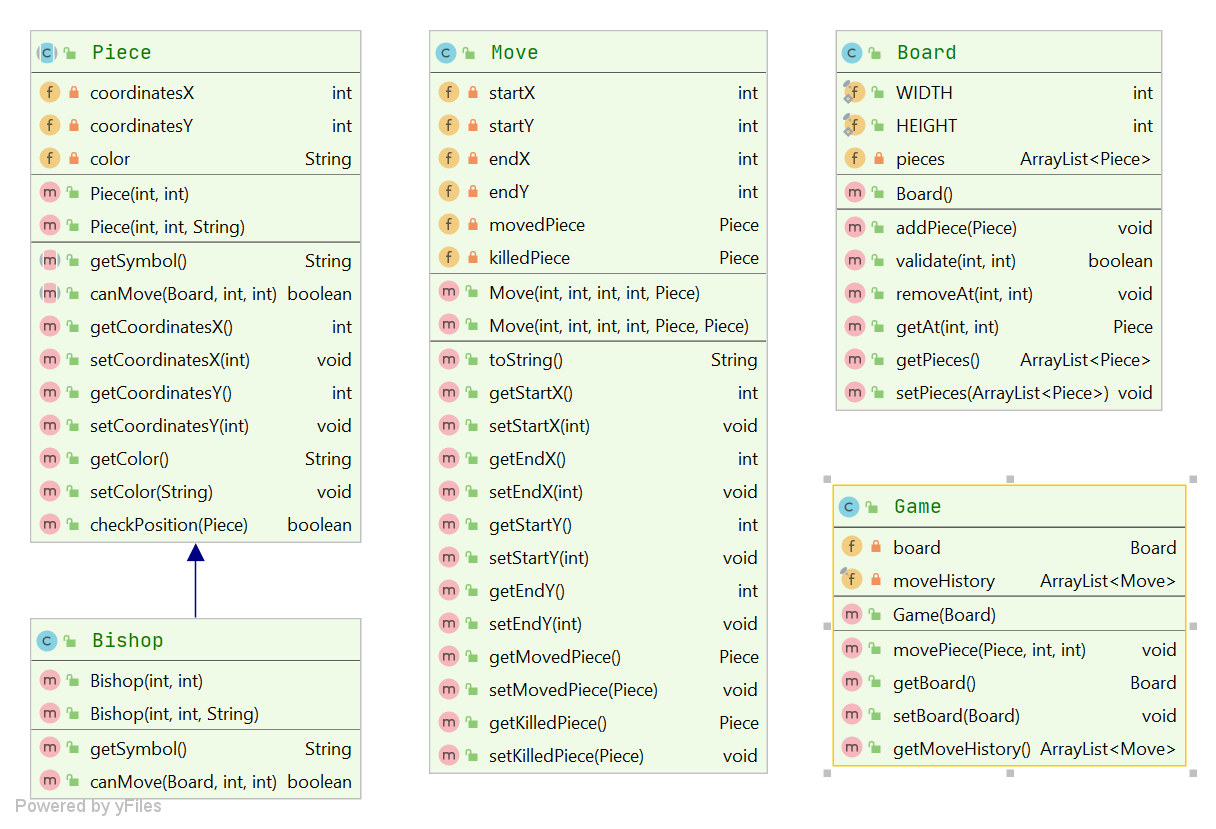 Piece
coordinatesX int
coordinatesY int
color String
Piece(int, int)
Piece(int, int, String)
getSymbol() String
canMove(Board, int, int) boolean
getCoordinatesX() int
setCoordinatesX(int) void
getCoordinatesY() int
setCoordinatesY(int) void
getColor() String
setColor(String) void
checkPosition(Piece) boolean
Bishop
Bishop(int, int)
Bishop(int, int, String)
getSymbol() String
canMove(Board, int, int) boolean
Move
startX int
startY int
endX int
endY int
movedPiece Piece
killedPiece Piece
Move(int, int, int, int, Piece)
Move(int, int, int, int, Piece, Piece)
toString() String
getStartX() int
setStartX(int) void
getEndX() int
setEndX(int) void
getStartY() int
setStartY(int) void
getEndY() int
setEndY(int) void
getMovedPiece() Piece
setMovedPiece(Piece) void
getKilledPiece() Piece
setKilledPiece(Piece) void
Board
WIDTH int
HEIGHT int
pieces ArrayList<Piece>
Board()
addPiece(Piece) void
validate(int, int) boolean
removeAt(int, int) void
getAt(int, int) Piece
getPieces() ArrayList<Piece>
setPieces(ArrayList<Piece>) void
Game
board Board
moveHistory ArrayList<Move>
Game(Board)
movePiece(Piece, int, int) void
getBoard() Board
setBoard(Board) void
getMoveHistory() ArrayList<Move>
Powered by yFiles